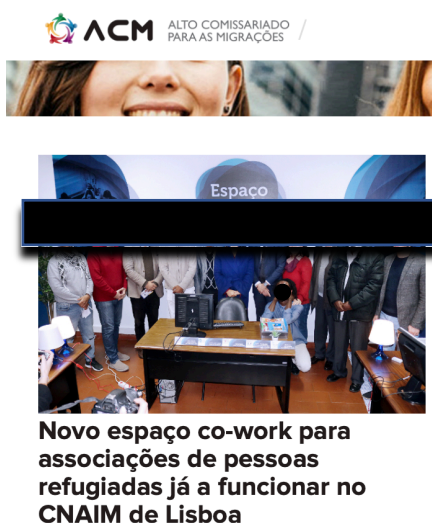 ACM
ALTO COMISSARIADO
PARA AS MIGRAÇÕES
Espaço
Novo espaço co-work para
associações de pessoas
refugiadas já a funcionar no
CNAIM de Lisboa